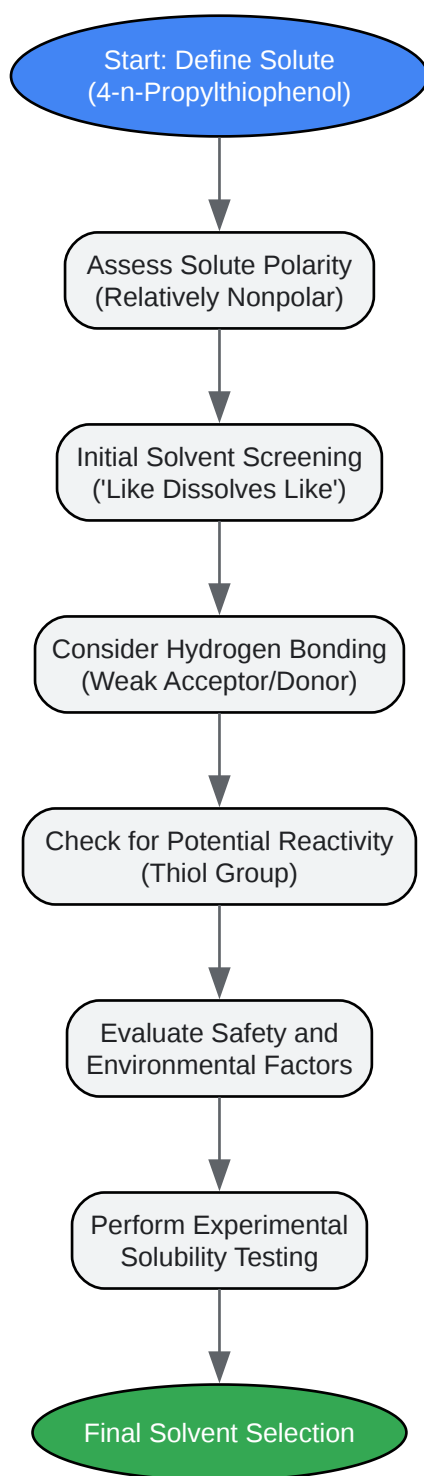 Start: Define Solute
(4-n-Propylthiophenol)
Assess Solute Polarity
(Relatively Nonpolar)
Initial Solvent Screening
('Like Dissolves Like')
Consider Hydrogen Bonding
(Weak Acceptor/Donor)
Check for Potential Reactivity
(Thiol Group)
Evaluate Safety and
Environmental Factors
Perform Experimental
Solubility Testing
Final Solvent Selection